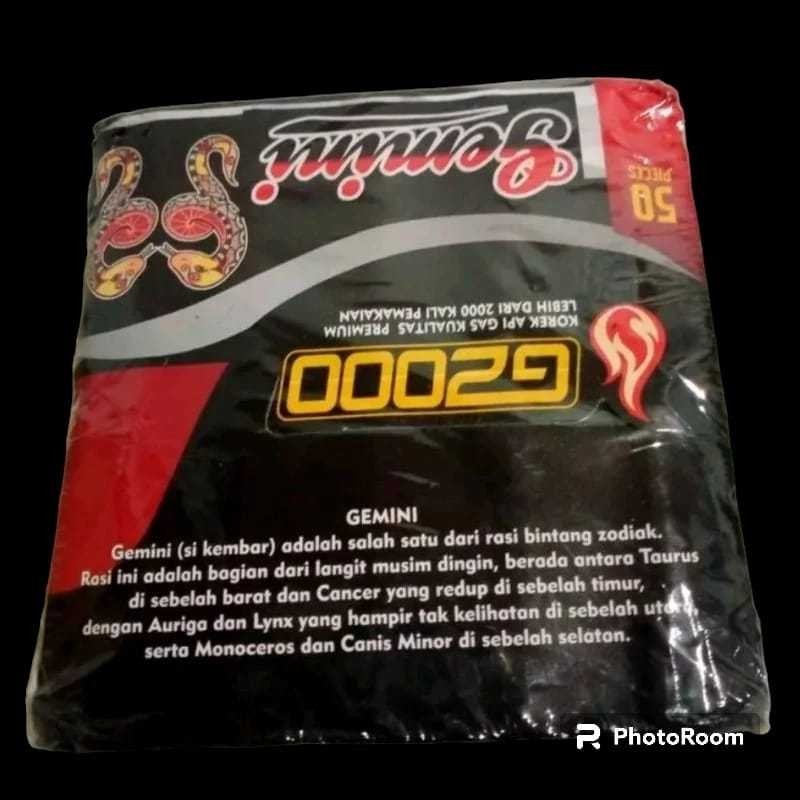 Gemini
50
PIECES
KOREK API GAS KUALITAS PREMIUM
LEBIH DARI 2000 KALI PEMAKAIAN
G2000
GEMINI
Gemini (si kembar) adalah salah satu dari rasi bintang zodiak.
Rasi ini adalah bagian dari langit musim dingin, berada antara Taurus
di sebelah barat dan Cancer yang redup di sebelah timur,
dengan Auriga dan Lynx yang hampir tak kelihatan di sebelah utara,
serta Monoceros dan Canis Minor di sebelah selatan.
PhotoRoom